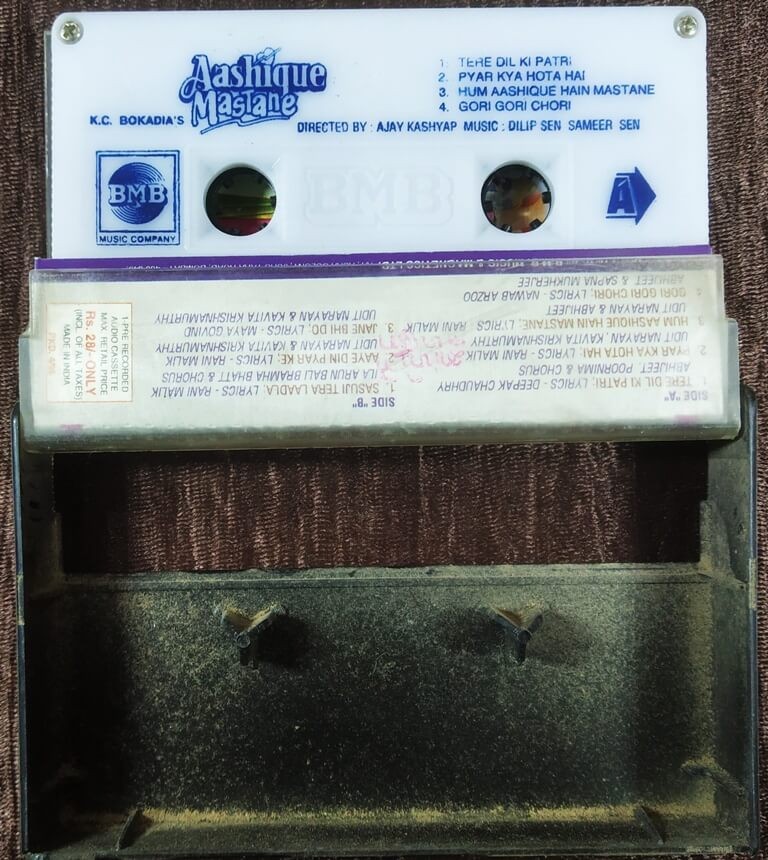 Aashique
Mastane
K.C. BOKADIA'S
1. TERE DIL KI PATRI
2. PYAR KYA HOTA HAI
3. HUM AASHIQUE HAIN MASTANE
4. GORI GORI CHORI
DIRECTED BY : AJAY KASHYAP MUSIC : DILIP SEN SAMEER SEN
BMB
MUSIC COMPANY
BMB
A
SIDE "A"
1. TERE DIL KI PATRI; LYRICS - DEEPAK CHAUDHRY
ABHIJEET, POORNIMA & CHORUS
2. PYAR KYA HOTA HAI; LYRICS - RANI MALIK
UDIT NARAYAN, KAVITA KRISHNAMURTHY
3. HUM AASHIQUE HAIN MASTANE; LYRICS RANI MALIK
UDIT NARAYAN & ABHIJEET
4. GORI GORI CHORI; LYRICS - NAWAB ARZOO
ABHIJEET & SAPNA MUKHERJEE
SIDE "B"
1. SASUJI TERA LAADLA; LYRICS - RANI MALIK
ILA ARUN BALI BRAMHA BHATT & CHORUS
2. AAYE DIN PYAR KE; LYRICS - RANI MALIK
UDIT NARAYAN & KAVITA KRISHNAMURTHY
3. JANE BHI DO; LYRICS - MAYA GOVIND
UDIT NARAYAN & KAVITA KRISHNAMURTHY
1-PRE RECORDED
AUDIO CASSETTE
MAX. RETAIL PRICE
Rs. 28/- ONLY
(INCL. OF ALL TAXES)
MADE IN INDIA